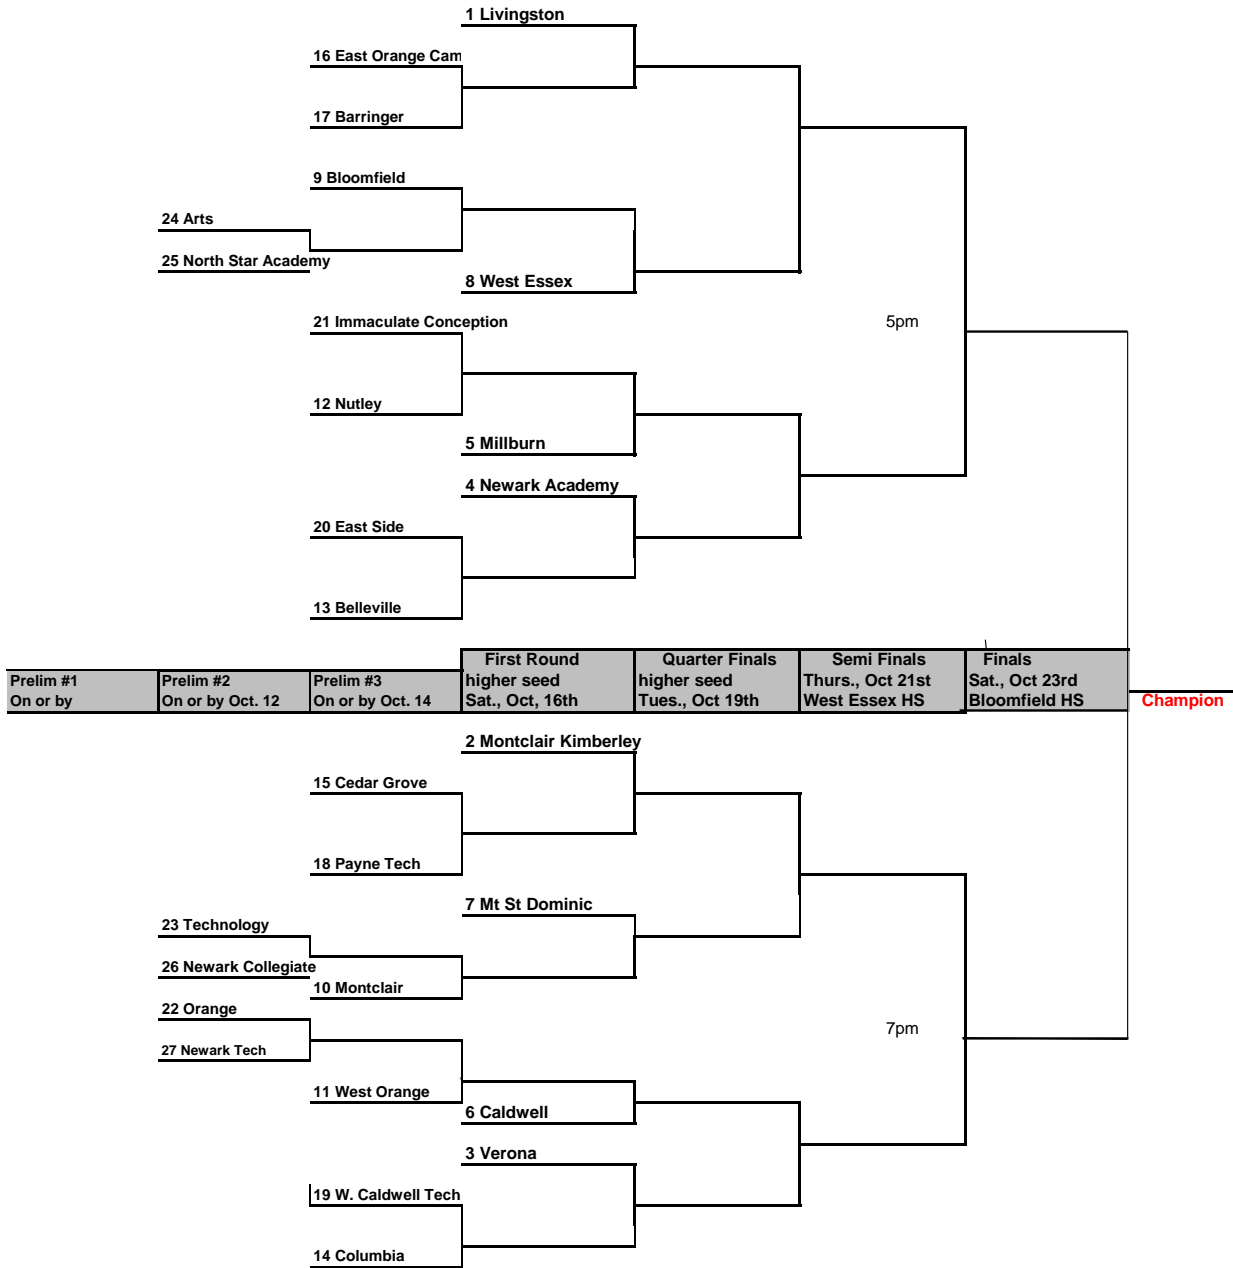 1 Livingston
16 East Orange Cam
17 Barringer
9 Bloomfield
24 Arts
25 North Star Academy
8 West Essex
21 Immaculate Conception
5pm
12 Nutley
5 Millburn
4 Newark Academy
20 East Side
13 Belleville
Prelim #1
On or by
Prelim #2
On or by Oct. 12
Prelim #3
On or by Oct. 14
First Round
higher seed
Sat., Oct, 16th
Quarter Finals
higher seed
Tues., Oct 19th
Semi Finals
Thurs., Oct 21st
West Essex HS
Finals
Sat., Oct 23rd
Bloomfield HS
Champion
2 Montclair Kimberley
15 Cedar Grove
18 Payne Tech
7 Mt St Dominic
23 Technology
26 Newark Collegiate
10 Montclair
22 Orange
7pm
27 Newark Tech
11 West Orange
6 Caldwell
3 Verona
19 W. Caldwell Tech
14 Columbia